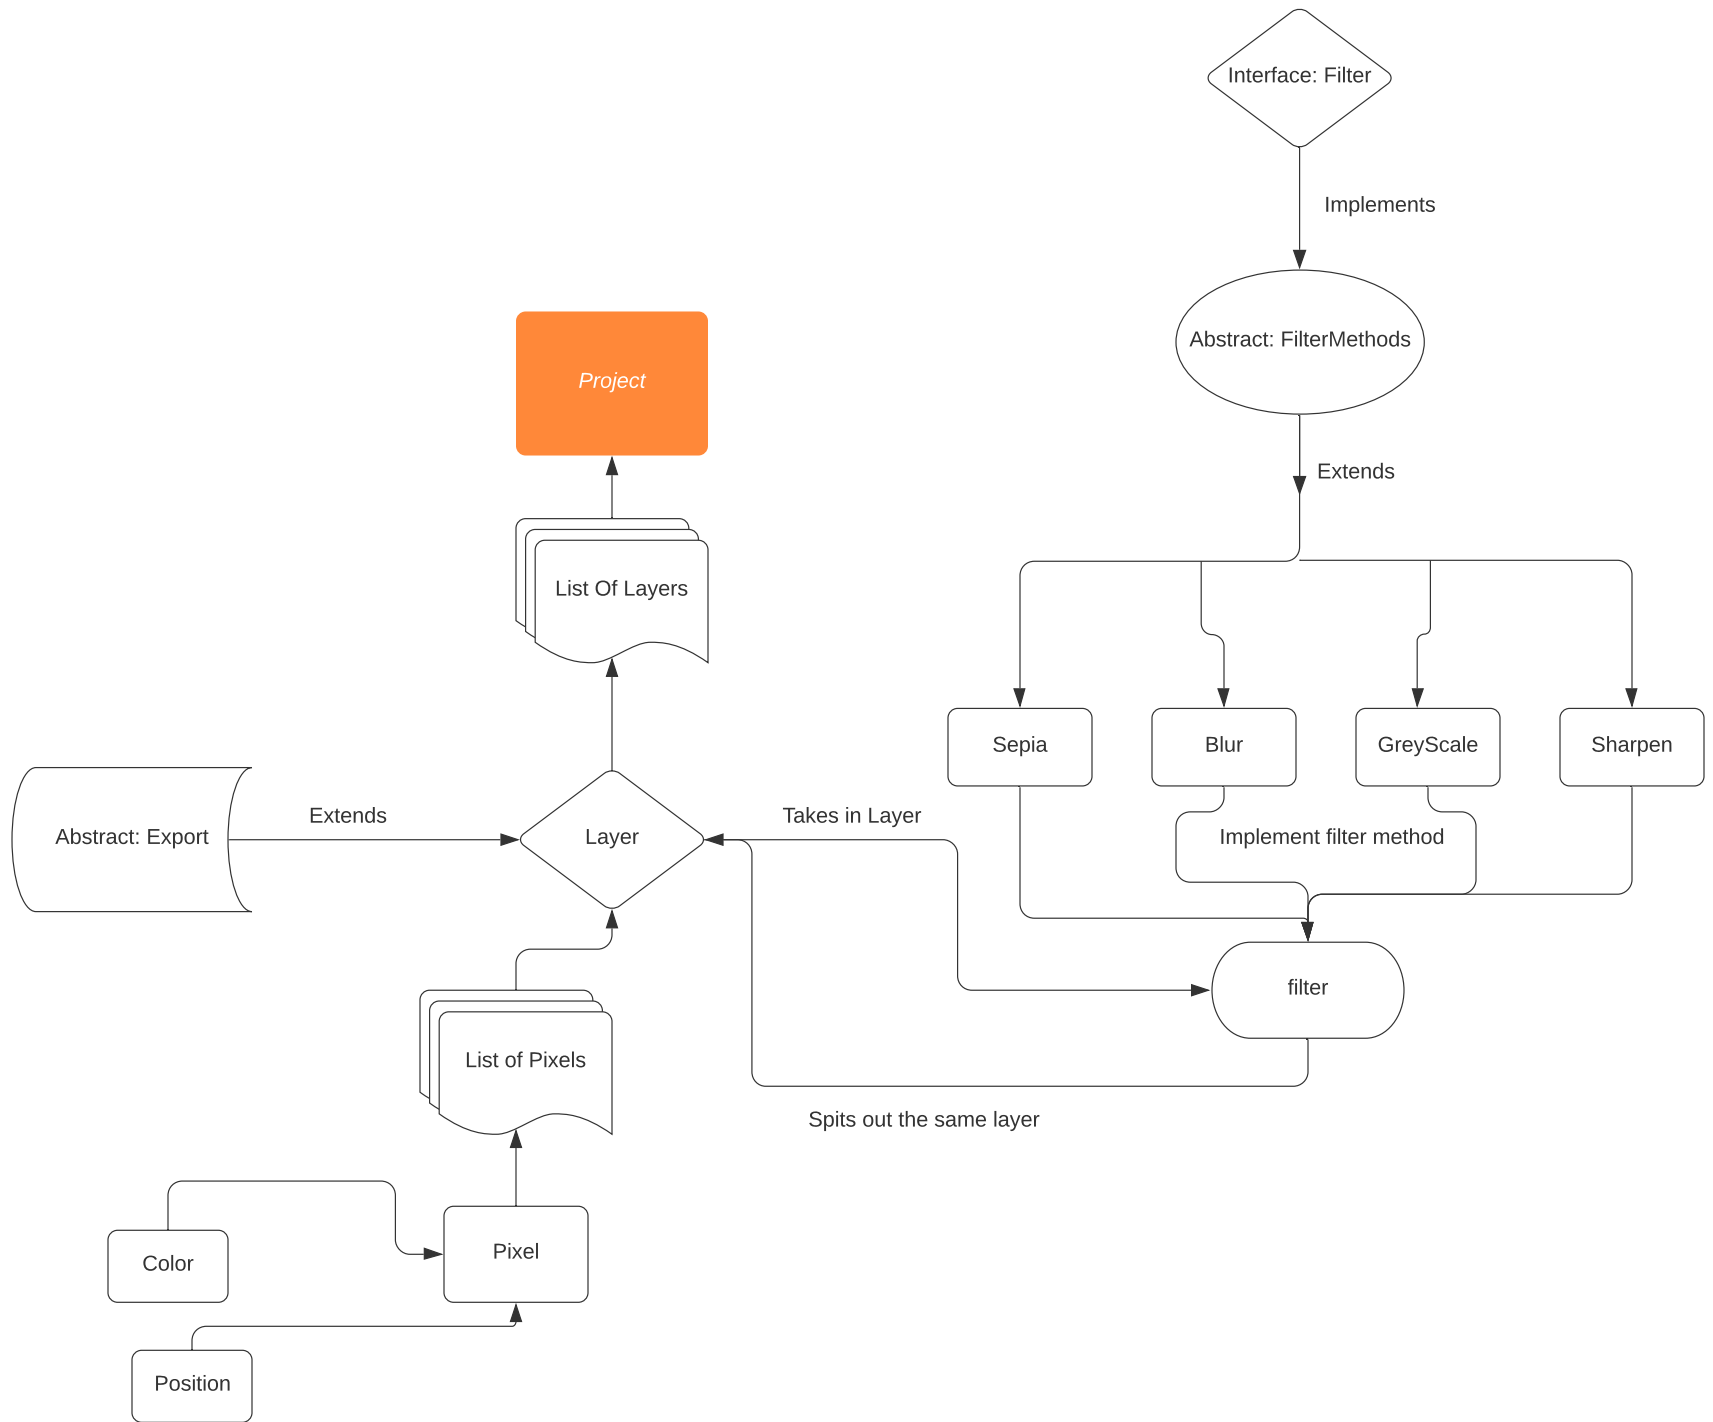 Interface: Filter
Implements
Abstract: FilterMethods
Project
Extends
List Of Layers
Sepia
Blur
GreyScale
Sharpen
Extends
Takes in Layer
Abstract: Export
Layer
Implement filter method
filter
List of Pixels
Spits out the same layer
Color
Pixel
Position